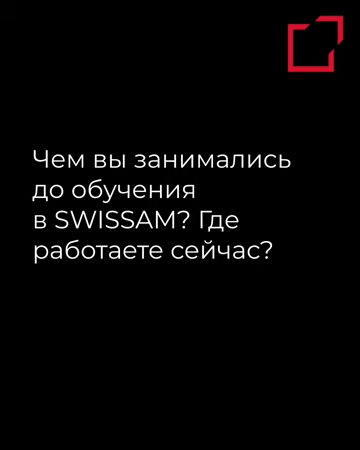 Чем вы занимались
до обучения
в SWISSAM? Где
работаете сейчас?